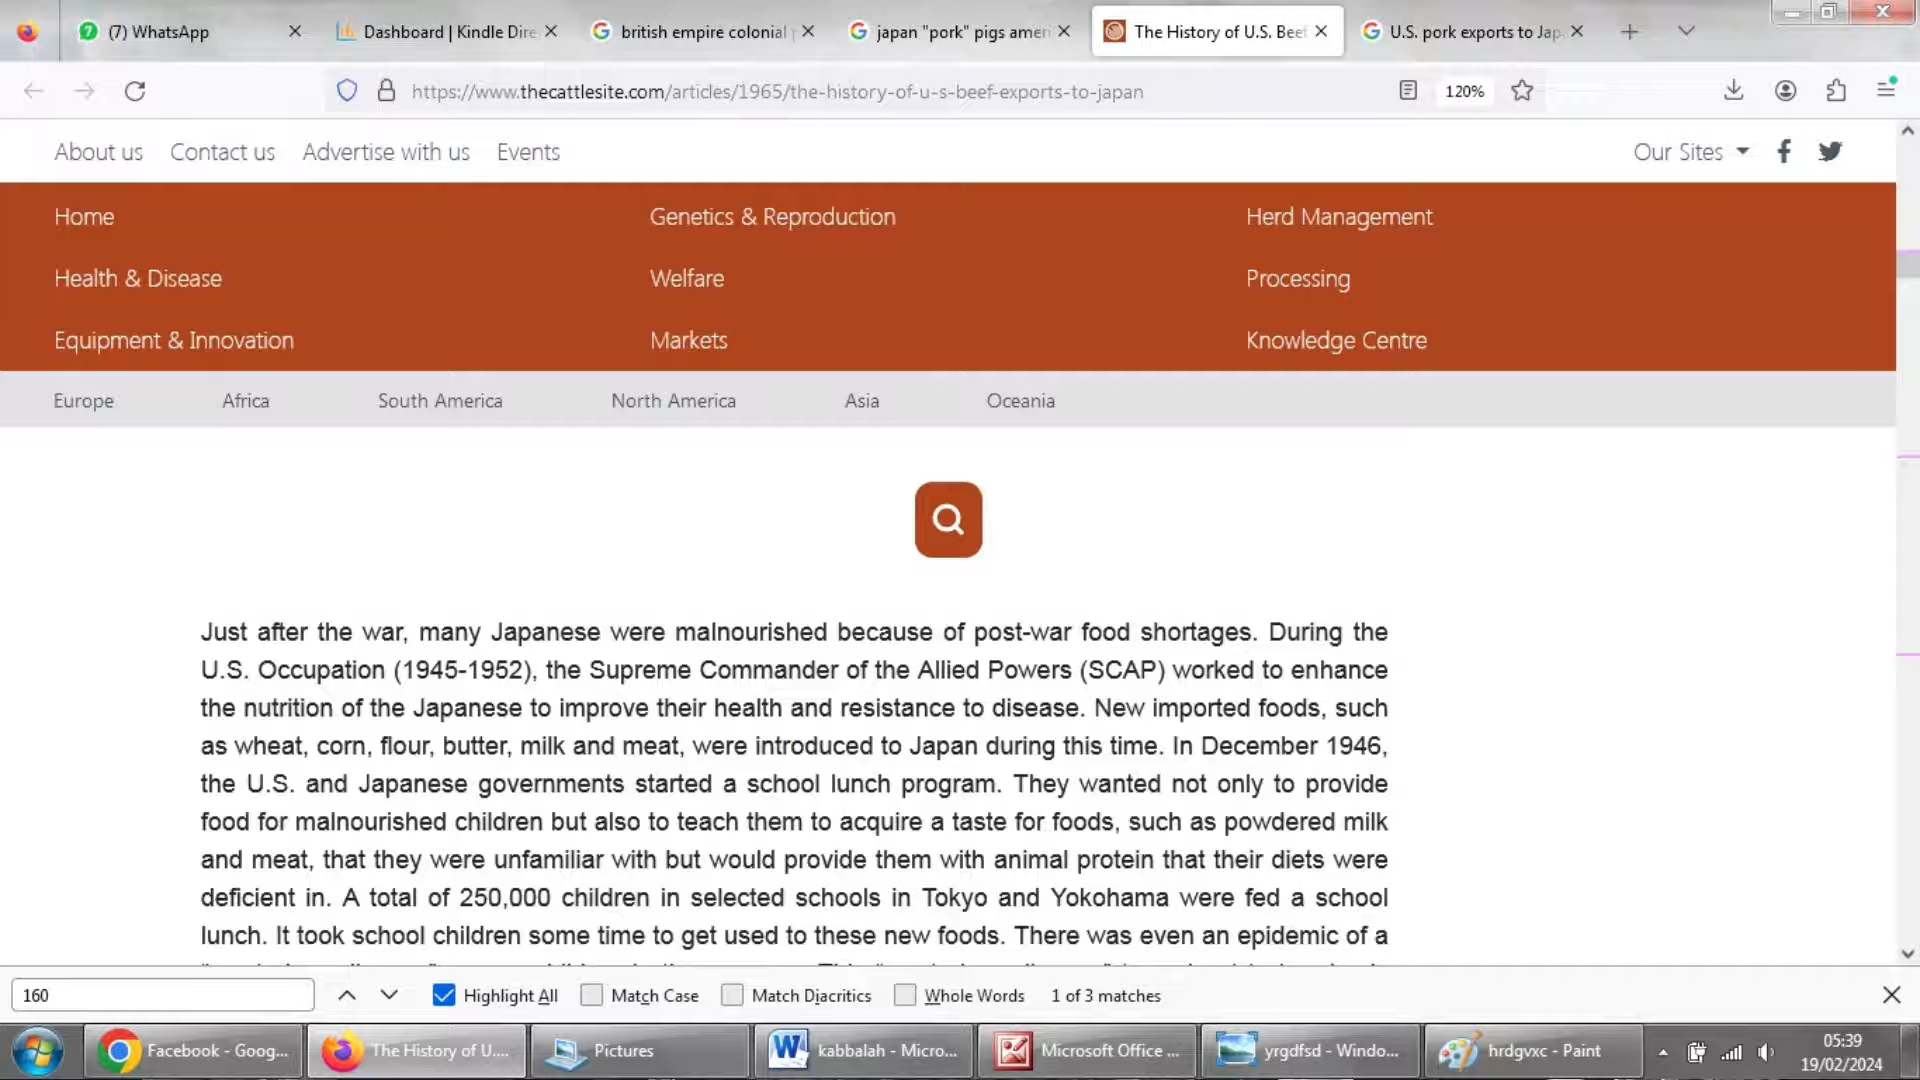 (7) WhatsApp
Dashboard | Kindle Dire
british empire colonial
japan "pork" pigs ameri
The History of U.S. Beef
U.S. pork exports to Jap
https://www.thecattlesite.com/articles/1965/the-history-of-u-s-beef-exports-to-japan
120%
About us Contact us Advertise with us Events
Our Sites
Home Genetics & Reproduction Herd Management
Health & Disease Welfare Processing
Equipment & Innovation Markets Knowledge Centre
Europe Africa South America North America Asia Oceania
Just after the war, many Japanese were malnourished because of post-war food shortages. During the
U.S. Occupation (1945-1952), the Supreme Commander of the Allied Powers (SCAP) worked to enhance
the nutrition of the Japanese to improve their health and resistance to disease. New imported foods, such
as wheat, corn, flour, butter, milk and meat, were introduced to Japan during this time. In December 1946,
the U.S. and Japanese governments started a school lunch program. They wanted not only to provide
food for malnourished children but also to teach them to acquire a taste for foods, such as powdered milk
and meat, that they were unfamiliar with but would provide them with animal protein that their diets were
deficient in. A total of 250,000 children in selected schools in Tokyo and Yokohama were fed a school
lunch. It took school children some time to get used to these new foods. There was even an epidemic of a
160
Highlight All Match Case Match Diacritics Whole Words 1 of 3 matches
Facebook - Goog...
The History of U....
Pictures
kabbalah - Micro...
Microsoft Office ...
yrgdfsd - Windo...
hrdgvxc - Paint
05:39
19/02/2024